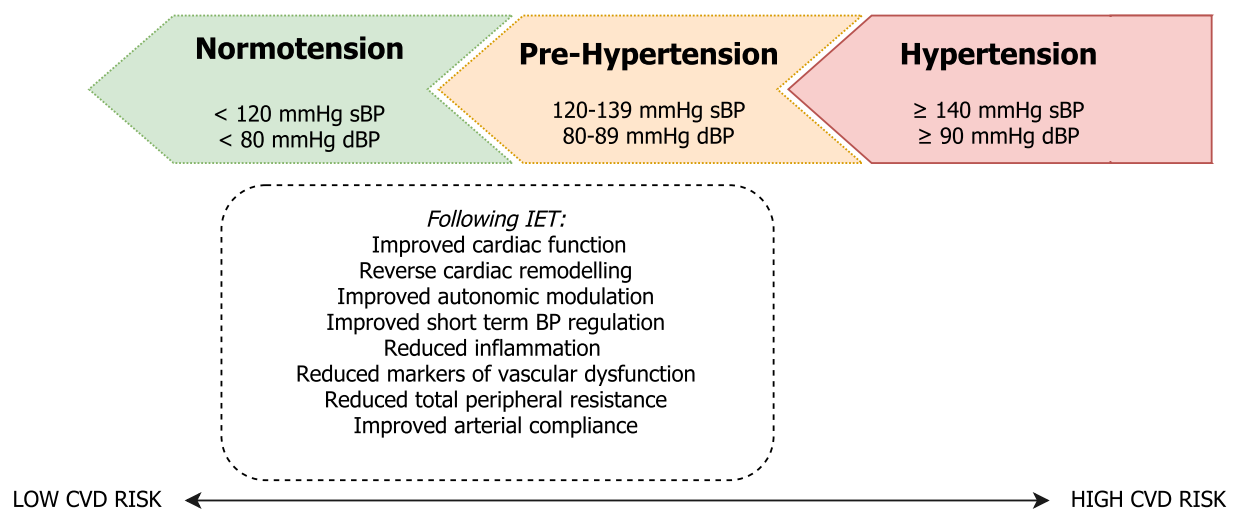 Normotension
< 120 mmHg sBP
< 80 mmHg dBP
Pre-Hypertension
120-139 mmHg sBP
80-89 mmHg dBP
Hypertension
≥ 140 mmHg sBP
≥ 90 mmHg dBP
Following IET:
Improved cardiac function
Reverse cardiac remodelling
Improved autonomic modulation
Improved short term BP regulation
Reduced inflammation
Reduced markers of vascular dysfunction
Reduced total peripheral resistance
Improved arterial compliance
LOW CVD RISK
HIGH CVD RISK